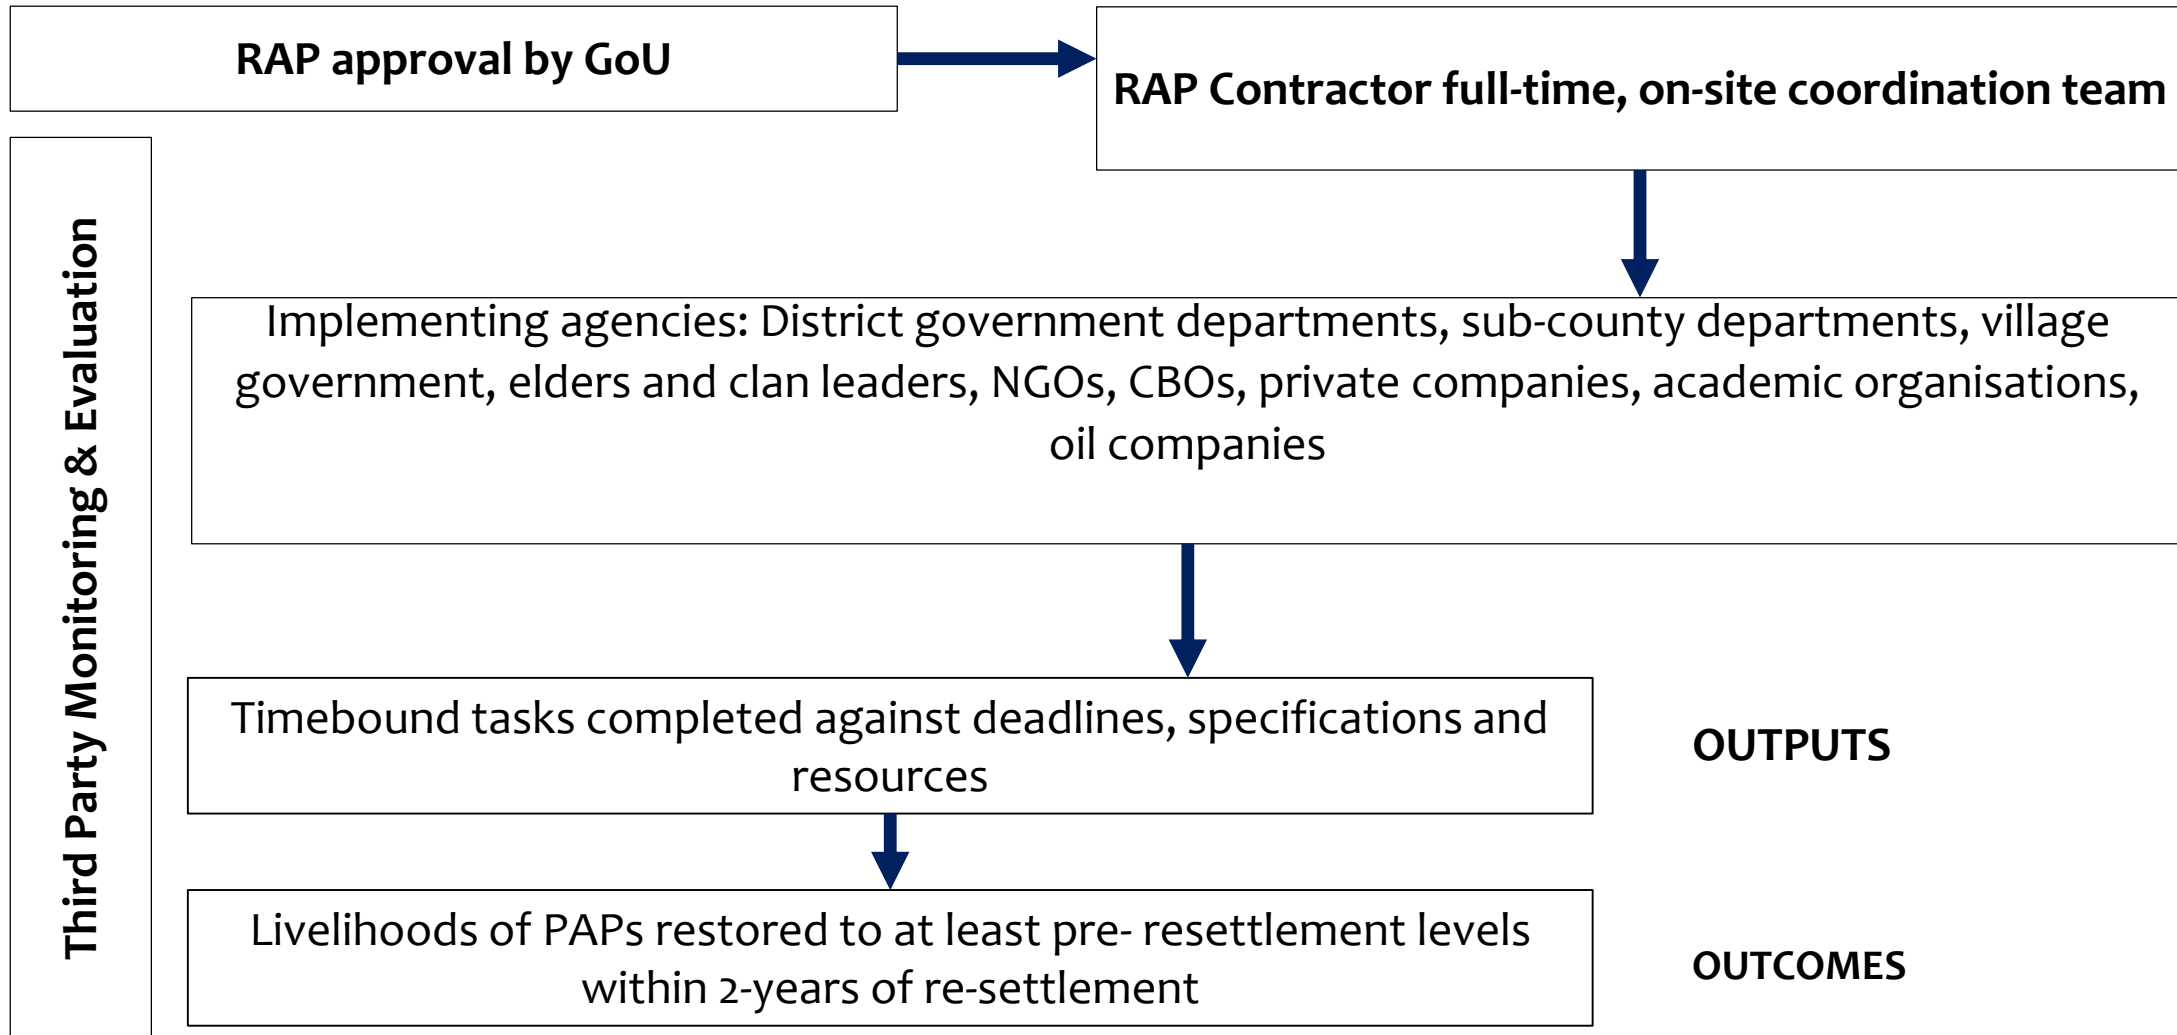 RAP approval by GoU
RAP Contractor full-time, on-site coordination team
Third Party Monitoring & Evaluation
Implementing agencies: District government departments, sub-county departments, village
government, elders and clan leaders, NGOs, CBOs, private companies, academic organisations,
oil companies
Timebound tasks completed against deadlines, specifications and
resources
OUTPUTS
Livelihoods of PAPs restored to at least pre- resettlement levels
within 2-years of re-settlement
OUTCOMES